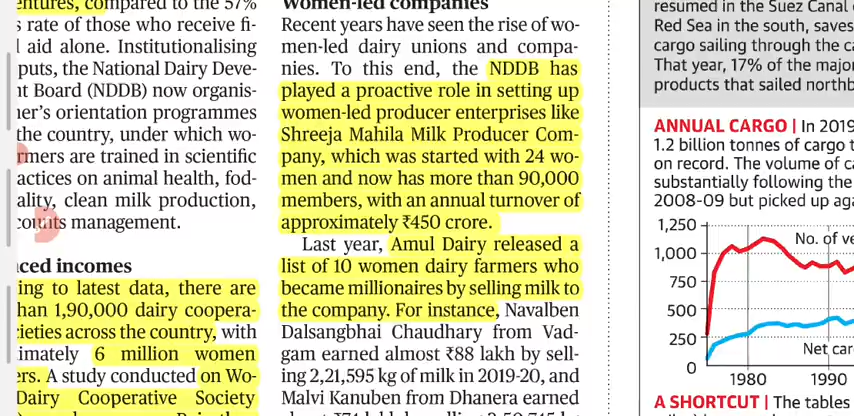 entures, compared to the 57%
s rate of those who receive fi-
l aid alone. Institutionalising
puts, the National Dairy Deve-
nt Board (NDDB) now organis-
er's orientation programmes
the country, under which wo-
rmers are trained in scientific
actices on animal health, fod-
ality, clean milk production,
counts management.
ced incomes
ing to latest data, there are
han 1,90,000 dairy coopera-
cieties across the country, with
imately 6 million women
ers. A study conducted on Wo-
Dairy Cooperative Society
Women-led companies
Recent years have seen the rise of wo-
men-led dairy unions and compa-
nies. To this end, the NDDB has
played a proactive role in setting up
women-led producer enterprises like
Shreeja Mahila Milk Producer Com-
pany, which was started with 24 wo-
men and now has more than 90,000
members, with an annual turnover of
approximately ₹450 crore.
Last year, Amul Dairy released a
list of 10 women dairy farmers who
became millionaires by selling milk to
the company. For instance, Navalben
Dalsangbhai Chaudhary from Vad-
gam earned almost ₹88 lakh by sell-
ing 2,21,595 kg of milk in 2019-20, and
Malvi Kanuben from Dhanera earned
resumed in the Suez Canal
Red Sea in the south, saves
cargo sailing through the ca
That year, 17% of the major
products that sailed northb
ANNUAL CARGO | In 2019
1.2 billion tonnes of cargo t
on record. The volume of ca
substantially following the
2008-09 but picked up aga
1,250
1,000
750
500
250
0
No. of ve
Net car
1980
1990
A SHORTCUT | The tables